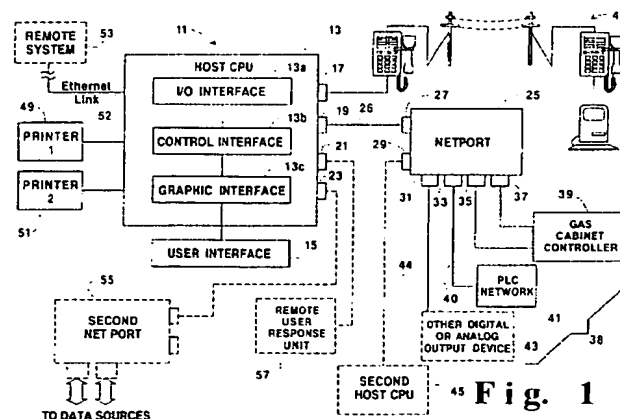 REMOTE
SYSTEM
53
11
13
4
HOST CPU
13a
17
I/O INTERFACE
Ethernet
Link
52
49
PRINTER
1
13b
19
26
27
25
CONTROL INTERFACE
21
29
NETPORT
13c
23
GRAPHIC INTERFACE
PRINTER
2
51
31
33
35
37
39
GAS
CABINET
CONTROLLER
15
USER INTERFACE
44
40
PLC
NETWORK
55
SECOND
NET PORT
REMOTE
USER
RESPONSE
UNIT
57
OTHER DIGITAL
OR ANALOG
OUTPUT DEVICE
41
38
43
SECOND
HOST CPU
45
Fig. 1
TO DATA SOURCES